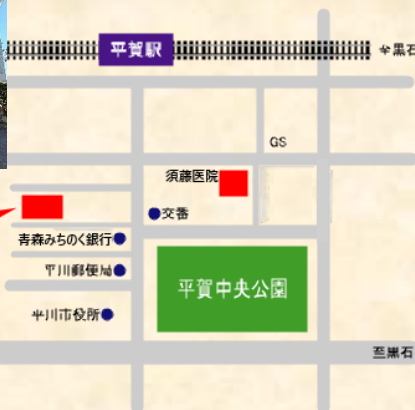 平賀駅
至黒石
GS
須藤医院
交番
青森みちのく銀行
平川郵便局
平賀中央公園
平川市役所
至黒石